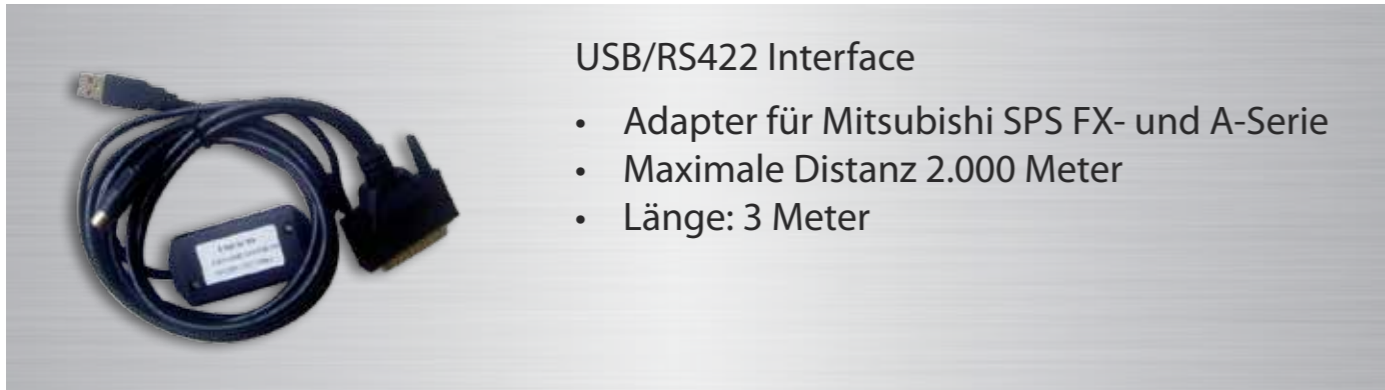 USB/RS422 Interface
• Adapter für Mitsubishi SPS FX- und A-Serie
• Maximale Distanz 2.000 Meter
• Länge: 3 Meter